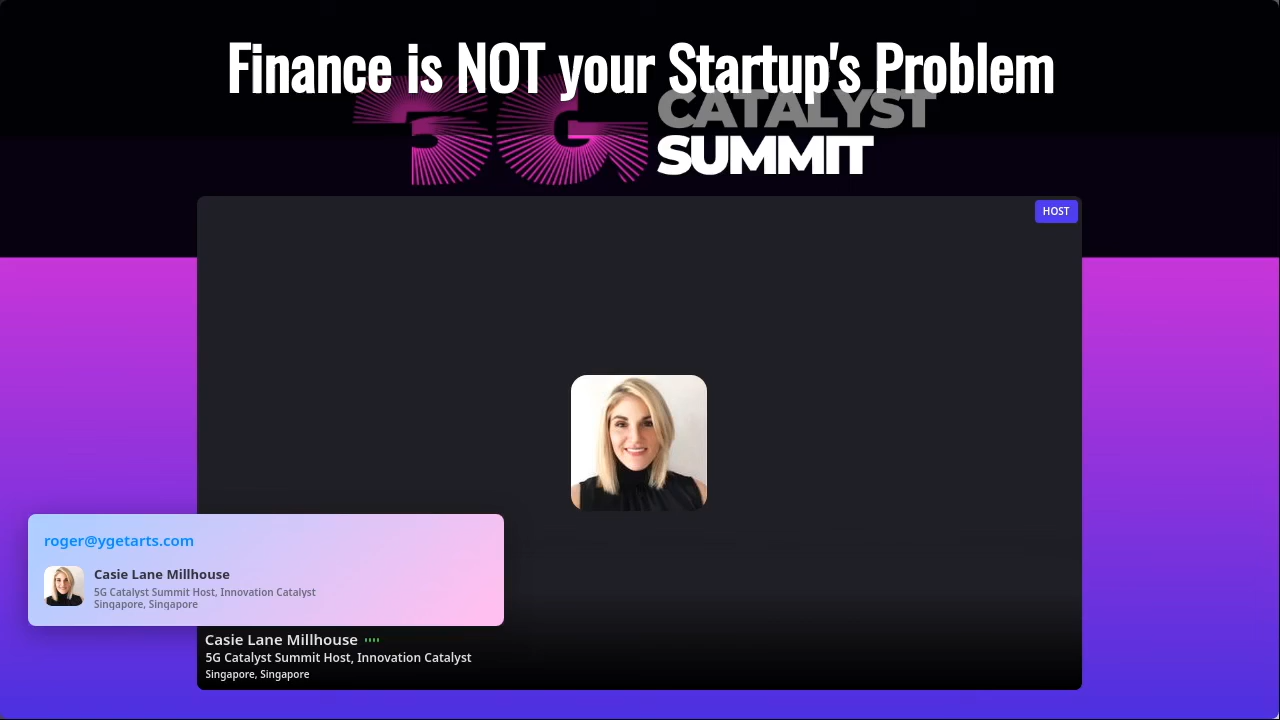 Finance is NOT your Startup's Problem
5G CATALYST
SUMMIT
HOST
roger@ygetarts.com
Casie Lane Millhouse
5G Catalyst Summit Host, Innovation Catalyst
Singapore, Singapore
Casie Lane Millhouse
5G Catalyst Summit Host, Innovation Catalyst
Singapore, Singapore